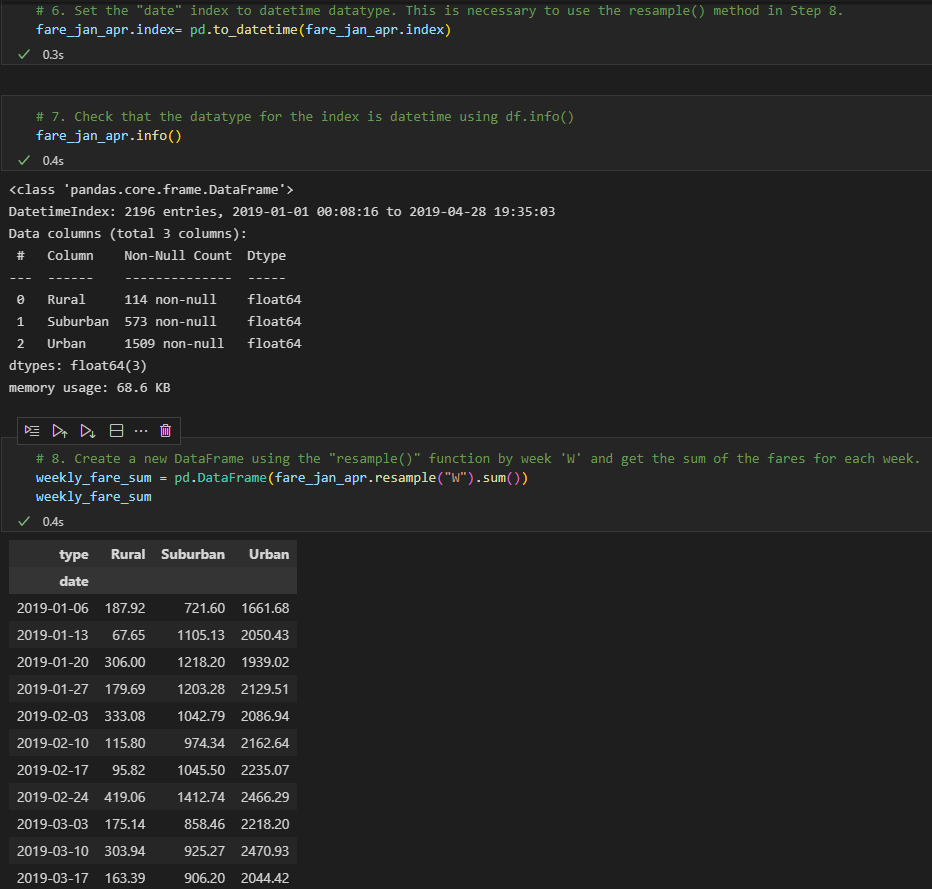 # 6. Set the "date" index to datetime datatype. This is necessary to use the resample() method in Step 8.
fare_jan_apr.index= pd.to_datetime(fare_jan_apr.index)
0.3s
# 7. Check that the datatype for the index is datetime using df.info()
fare_jan_apr.info()
0.4s
<class 'pandas.core.frame.DataFrame'>
DatetimeIndex: 2196 entries, 2019-01-01 00:08:16 to 2019-04-28 19:35:03
Data columns (total 3 columns):
 #   Column    Non-Null Count  Dtype
---  ------    --------------  -----
 0   Rural     114 non-null    float64
 1   Suburban  573 non-null    float64
 2   Urban     1509 non-null   float64
dtypes: float64(3)
memory usage: 68.6 KB
# 8. Create a new DataFrame using the "resample()" function by week 'W' and get the sum of the fares for each week.
weekly_fare_sum = pd.DataFrame(fare_jan_apr.resample("W").sum())
weekly_fare_sum
0.4s
type Rural Suburban Urban
date
2019-01-06 187.92 721.60 1661.68
2019-01-13 67.65 1105.13 2050.43
2019-01-20 306.00 1218.20 1939.02
2019-01-27 179.69 1203.28 2129.51
2019-02-03 333.08 1042.79 2086.94
2019-02-10 115.80 974.34 2162.64
2019-02-17 95.82 1045.50 2235.07
2019-02-24 419.06 1412.74 2466.29
2019-03-03 175.14 858.46 2218.20
2019-03-10 303.94 925.27 2470.93
2019-03-17 163.39 906.20 2044.42